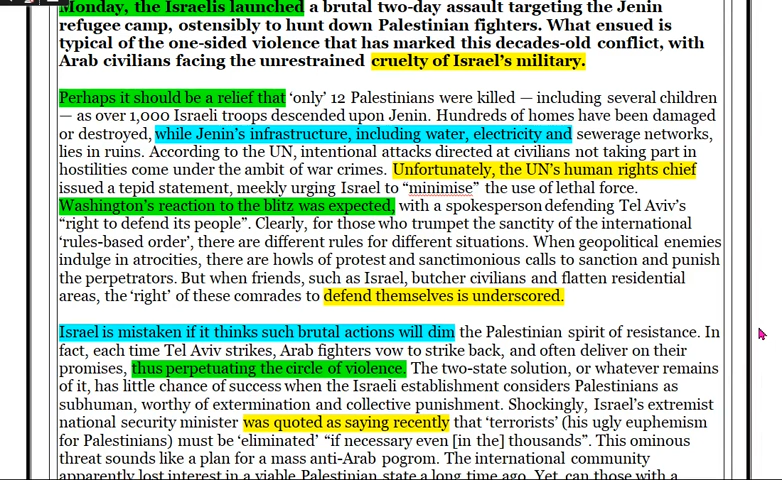 Monday, the Israelis launched a brutal two-day assault targeting the Jenin
refugee camp, ostensibly to hunt down Palestinian fighters. What ensued is
typical of the one-sided violence that has marked this decades-old conflict, with
Arab civilians facing the unrestrained cruelty of Israel’s military.
Perhaps it should be a relief that ‘only’ 12 Palestinians were killed — including several children
— as over 1,000 Israeli troops descended upon Jenin. Hundreds of homes have been damaged
or destroyed, while Jenin’s infrastructure, including water, electricity and sewerage networks,
lies in ruins. According to the UN, intentional attacks directed at civilians not taking part in
hostilities come under the ambit of war crimes. Unfortunately, the UN’s human rights chief
issued a tepid statement, meekly urging Israel to “minimise” the use of lethal force.
Washington’s reaction to the blitz was expected, with a spokesperson defending Tel Aviv’s
“right to defend its people”. Clearly, for those who trumpet the sanctity of the international
‘rules-based order’, there are different rules for different situations. When geopolitical enemies
indulge in atrocities, there are howls of protest and sanctimonious calls to sanction and punish
the perpetrators. But when friends, such as Israel, butcher civilians and flatten residential
areas, the ‘right’ of these comrades to defend themselves is underscored.
Israel is mistaken if it thinks such brutal actions will dim the Palestinian spirit of resistance. In
fact, each time Tel Aviv strikes, Arab fighters vow to strike back, and often deliver on their
promises, thus perpetuating the circle of violence. The two-state solution, or whatever remains
of it, has little chance of success when the Israeli establishment considers Palestinians as
subhuman, worthy of extermination and collective punishment. Shockingly, Israel’s extremist
national security minister was quoted as saying recently that ‘terrorists’ (his ugly euphemism
for Palestinians) must be ‘eliminated’ “if necessary even [in the] thousands”. This ominous
threat sounds like a plan for a mass anti-Arab pogrom. The international community
apparently lost interest in a viable Palestinian state a long time ago. Yet, can those with a